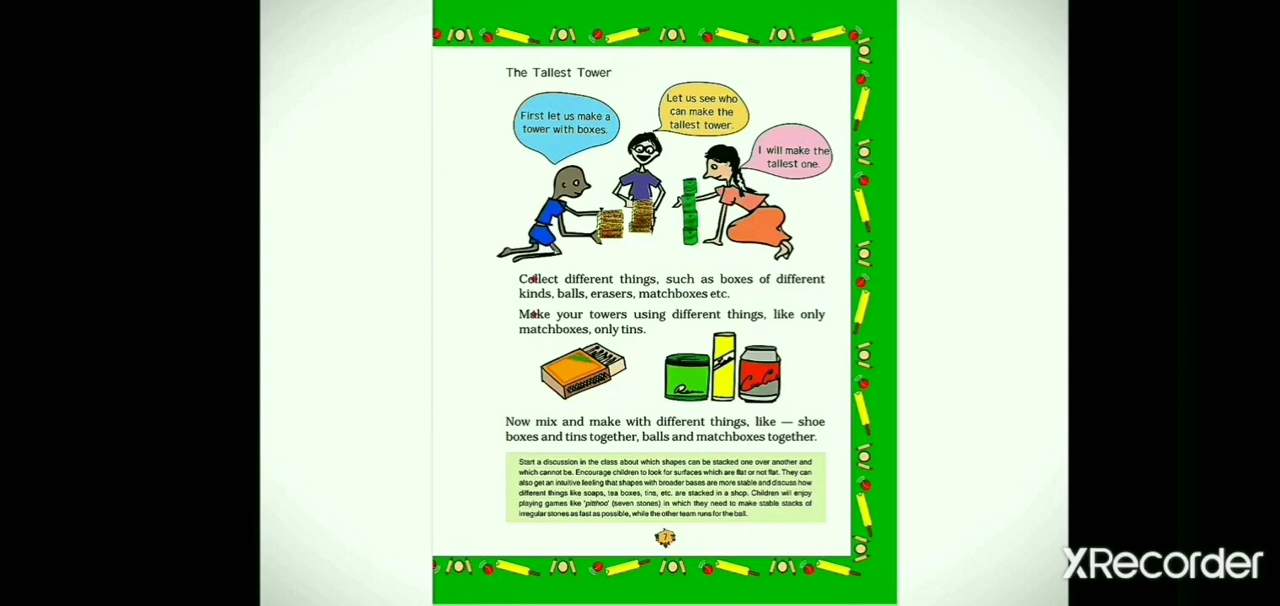 The Tallest Tower
First let us make a
tower with boxes.
Let us see who
can make the
tallest tower.
I will make the
tallest one.
Collect different things, such as boxes of different
kinds, balls, erasers, matchboxes etc.
Make your towers using different things, like only
matchboxes, only tins.
Now mix and make with different things, like — shoe
boxes and tins together, balls and matchboxes together.
Start a discussion in the class about which shapes can be stacked one over another and
which cannot be. Encourage children to look for surfaces which are flat or not flat. They can
also get an intuitive feeling that shapes with broader bases are more stable and discuss how
different things like soaps, tea boxes, tins, etc. are stacked in a shop. Children will enjoy
playing games like 'pitthoo' (seven stones) in which they need to make stable stacks of
irregular stones as fast as possible, while the other team runs for the ball.
7
XRecorder